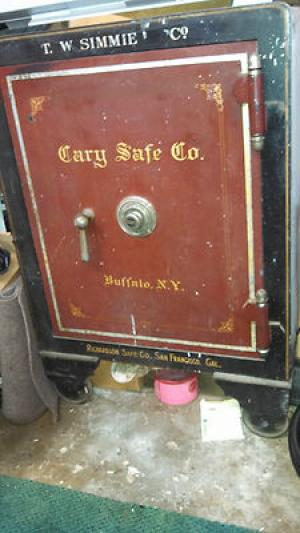 T. W SIMMIE Co
Cary Safe Co.
Buffalo, N.Y.
RICHARDSON SAFE CO., SAN FRANCISCO, CAL.